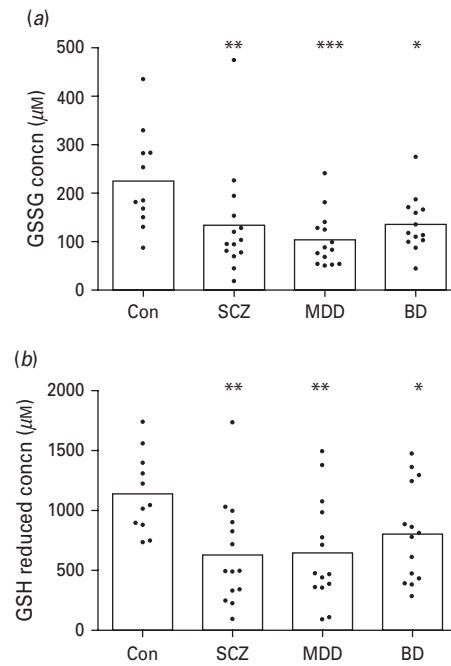 (a)
GSSG concn (µM)
500
400
300
200
100
0
** *** *
Con SCZ MDD BD
(b)
GSH reduced concn (µM)
2000
1500
1000
500
0
** ** *
Con SCZ MDD BD